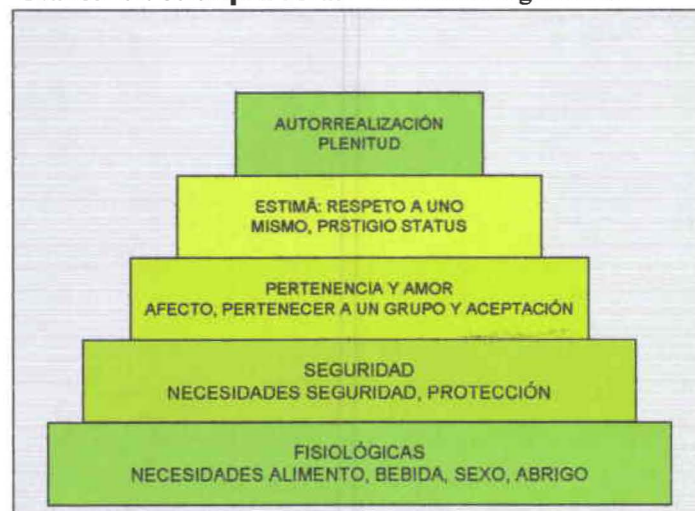 AUTORREALIZACIÓN
PLENITUD
ESTIMÂ: RESPETO A UNO
MISMO, PRSTIGIO STATUS
PERTENENCIA Y AMOR
AFECTO, PERTENECER A UN GRUPO Y ACEPTACIÓN
SEGURIDAD
NECESIDADES SEGURIDAD, PROTECCIÓN
FISIOLÓGICAS
NECESIDADES ALIMENTO, BEBIDA, SEXO, ABRIGO